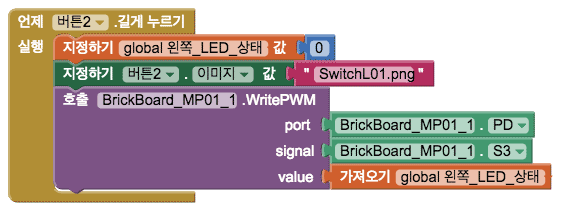 언제 버튼2 .길게 누르기
실행 지정하기 global 왼쪽_LED_상태 값 0
지정하기 버튼2 . 이미지 값 " SwitchL01.png "
호출 BrickBoard_MP01_1 .WritePWM
port BrickBoard_MP01_1 . PD
signal BrickBoard_MP01_1 . S3
value 가져오기 global 왼쪽_LED_상태